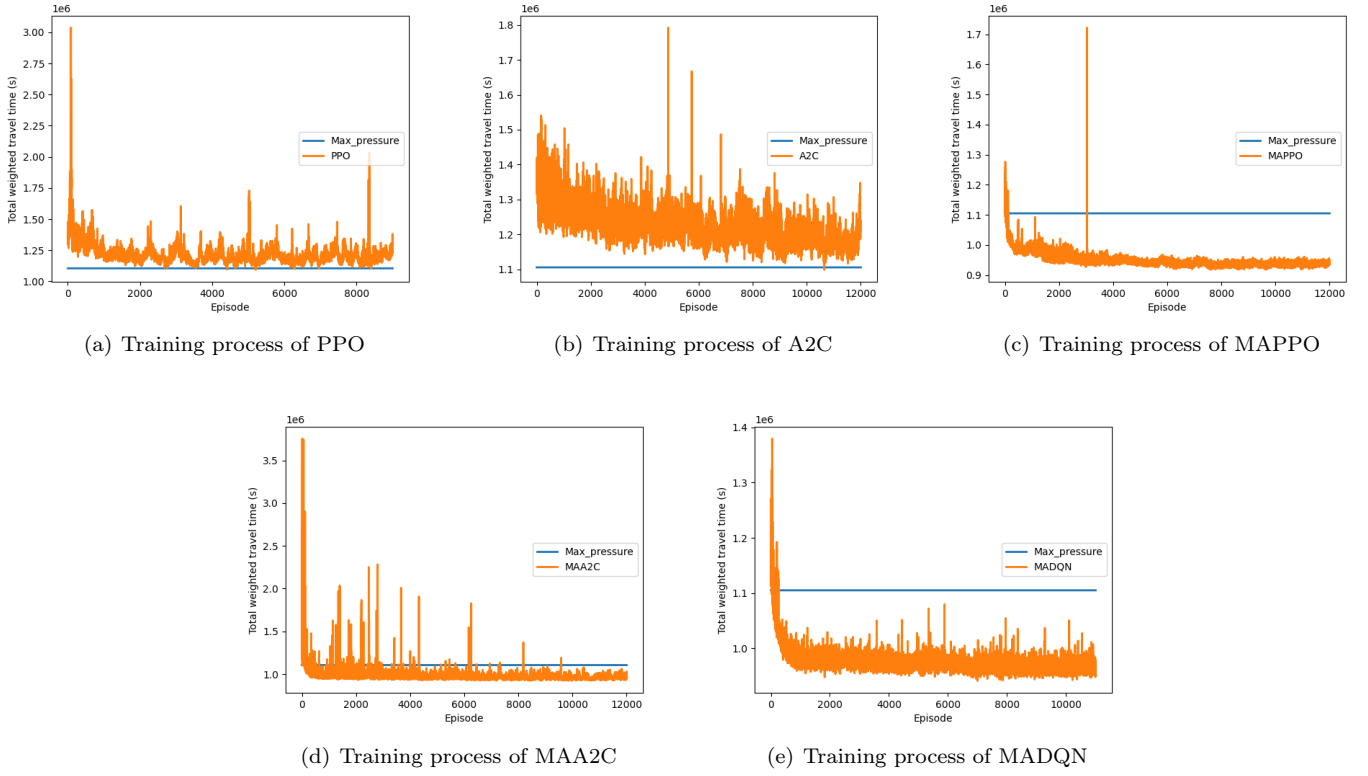 1e6
3.00
2.75
2.50
2.25
2.00
1.75
1.50
1.25
1.00
Total weighted travel time (s)
Max_pressure
PPO
0 2000 4000 6000 8000
Episode
(a) Training process of PPO
1e6
1.8
1.7
1.6
1.5
1.4
1.3
1.2
1.1
Total weighted travel time (s)
Max_pressure
A2C
0 2000 4000 6000 8000 10000 12000
Episode
(b) Training process of A2C
1e6
1.7
1.6
1.5
1.4
1.3
1.2
1.1
1.0
0.9
Total weighted travel time (s)
Max_pressure
MAPPO
0 2000 4000 6000 8000 10000 12000
Episode
(c) Training process of MAPPO
1e6
3.5
3.0
2.5
2.0
1.5
1.0
Total weighted travel time (s)
Max_pressure
MAA2C
0 2000 4000 6000 8000 10000 12000
Episode
(d) Training process of MAA2C
1e6
1.4
1.3
1.2
1.1
1.0
Total weighted travel time (s)
Max_pressure
MADQN
0 2000 4000 6000 8000 10000
Episode
(e) Training process of MADQN